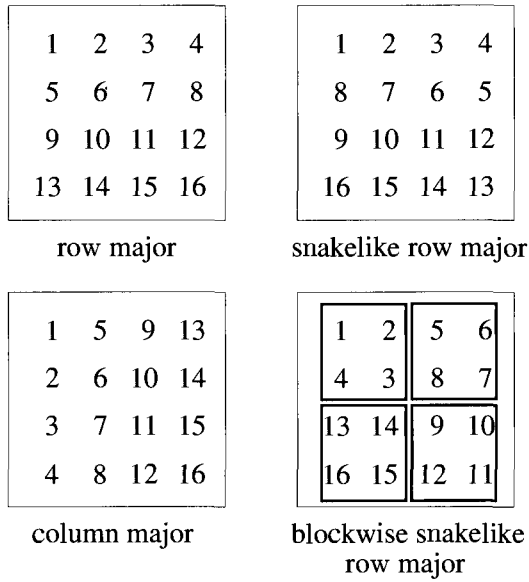 1 2 3 4
5 6 7 8
9 10 11 12
13 14 15 16
row major
1 2 3 4
8 7 6 5
9 10 11 12
16 15 14 13
snakelike row major
1 5 9 13
2 6 10 14
3 7 11 15
4 8 12 16
column major
1 2 5 6
4 3 8 7
13 14 9 10
16 15 12 11
blockwise snakelike
row major